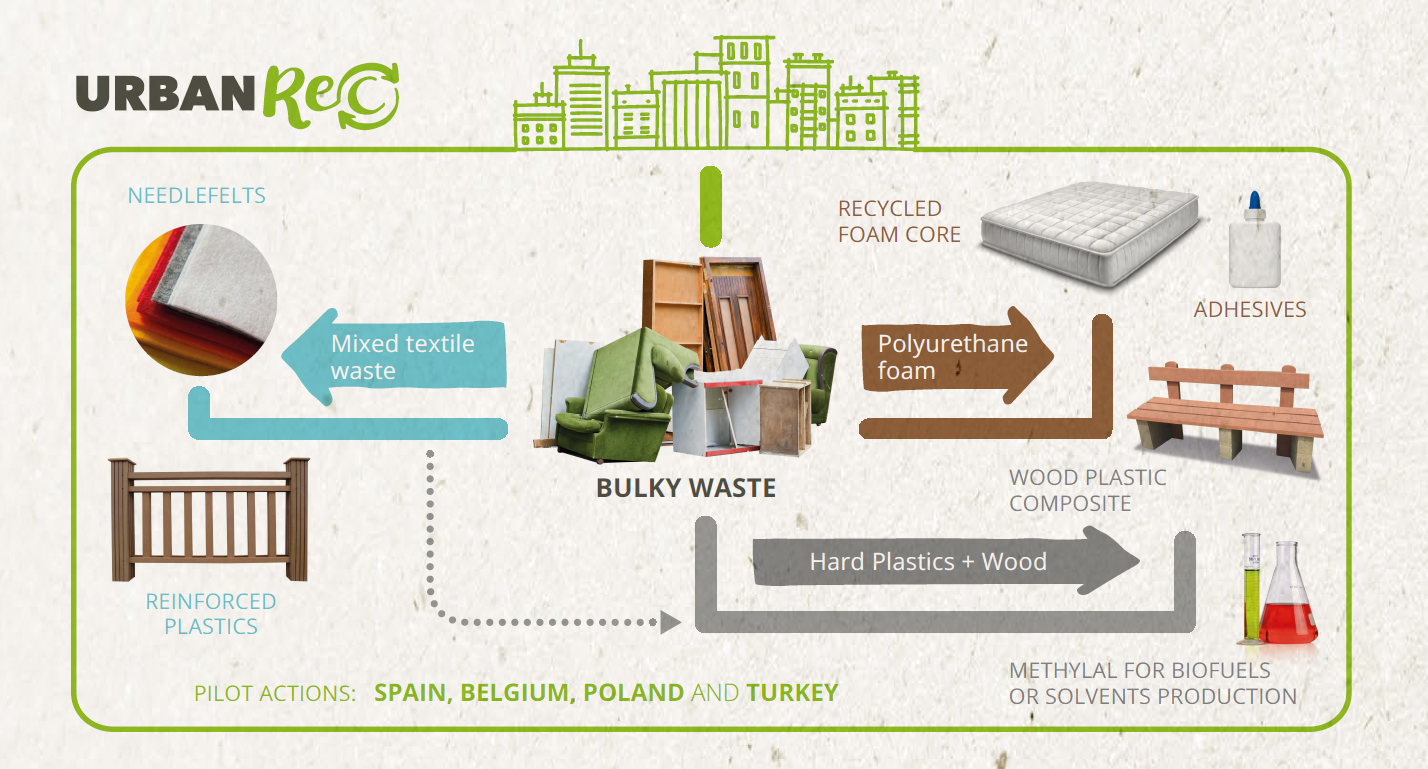 URBANREC
NEEDLEFELTS
RECYCLED
FOAM CORE
ADHESIVES
Mixed textile
waste
Polyurethane
foam
BULKY WASTE
WOOD PLASTIC
COMPOSITE
Hard Plastics + Wood
REINFORCED
PLASTICS
METHYLAL FOR BIOFUELS
OR SOLVENTS PRODUCTION
PILOT ACTIONS: SPAIN, BELGIUM, POLAND AND TURKEY